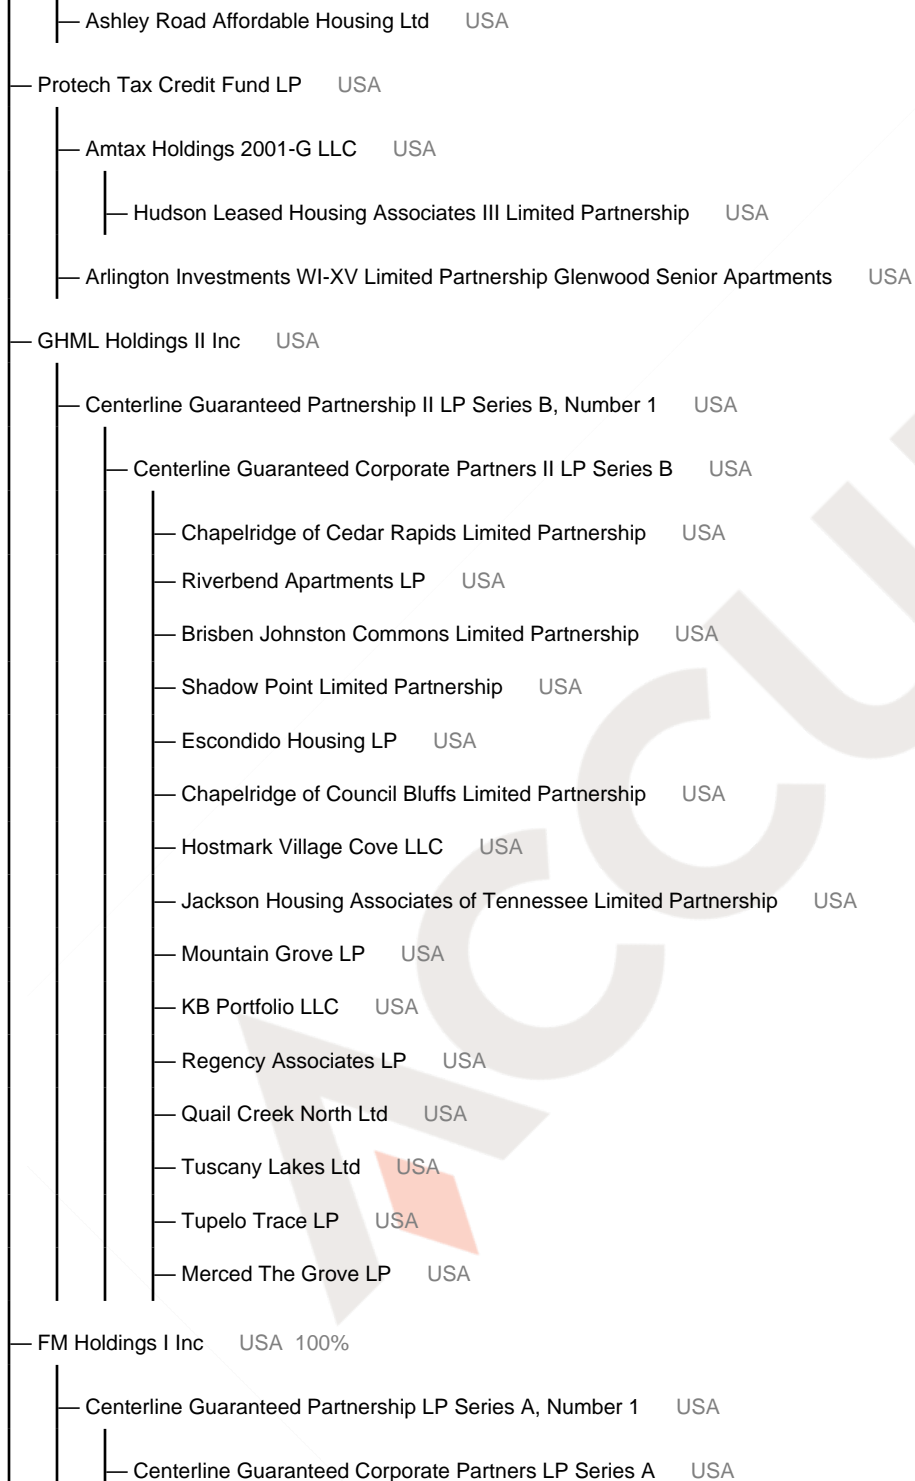 Ashley Road Affordable Housing Ltd USA
Protech Tax Credit Fund LP USA
Amtax Holdings 2001-G LLC USA
Hudson Leased Housing Associates III Limited Partnership USA
Arlington Investments WI-XV Limited Partnership Glenwood Senior Apartments USA
GHML Holdings II Inc USA
Centerline Guaranteed Partnership II LP Series B, Number 1 USA
Centerline Guaranteed Corporate Partners II LP Series B USA
Chapelridge of Cedar Rapids Limited Partnership USA
Riverbend Apartments LP USA
Brisben Johnston Commons Limited Partnership USA
Shadow Point Limited Partnership USA
Escondido Housing LP USA
Chapelridge of Council Bluffs Limited Partnership USA
Hostmark Village Cove LLC USA
Jackson Housing Associates of Tennessee Limited Partnership USA
Mountain Grove LP USA
KB Portfolio LLC USA
Regency Associates LP USA
Quail Creek North Ltd USA
Tuscany Lakes Ltd USA
Tupelo Trace LP USA
Merced The Grove LP USA
FM Holdings I Inc USA 100%
Centerline Guaranteed Partnership LP Series A, Number 1 USA
Centerline Guaranteed Corporate Partners LP Series A USA
ACCU